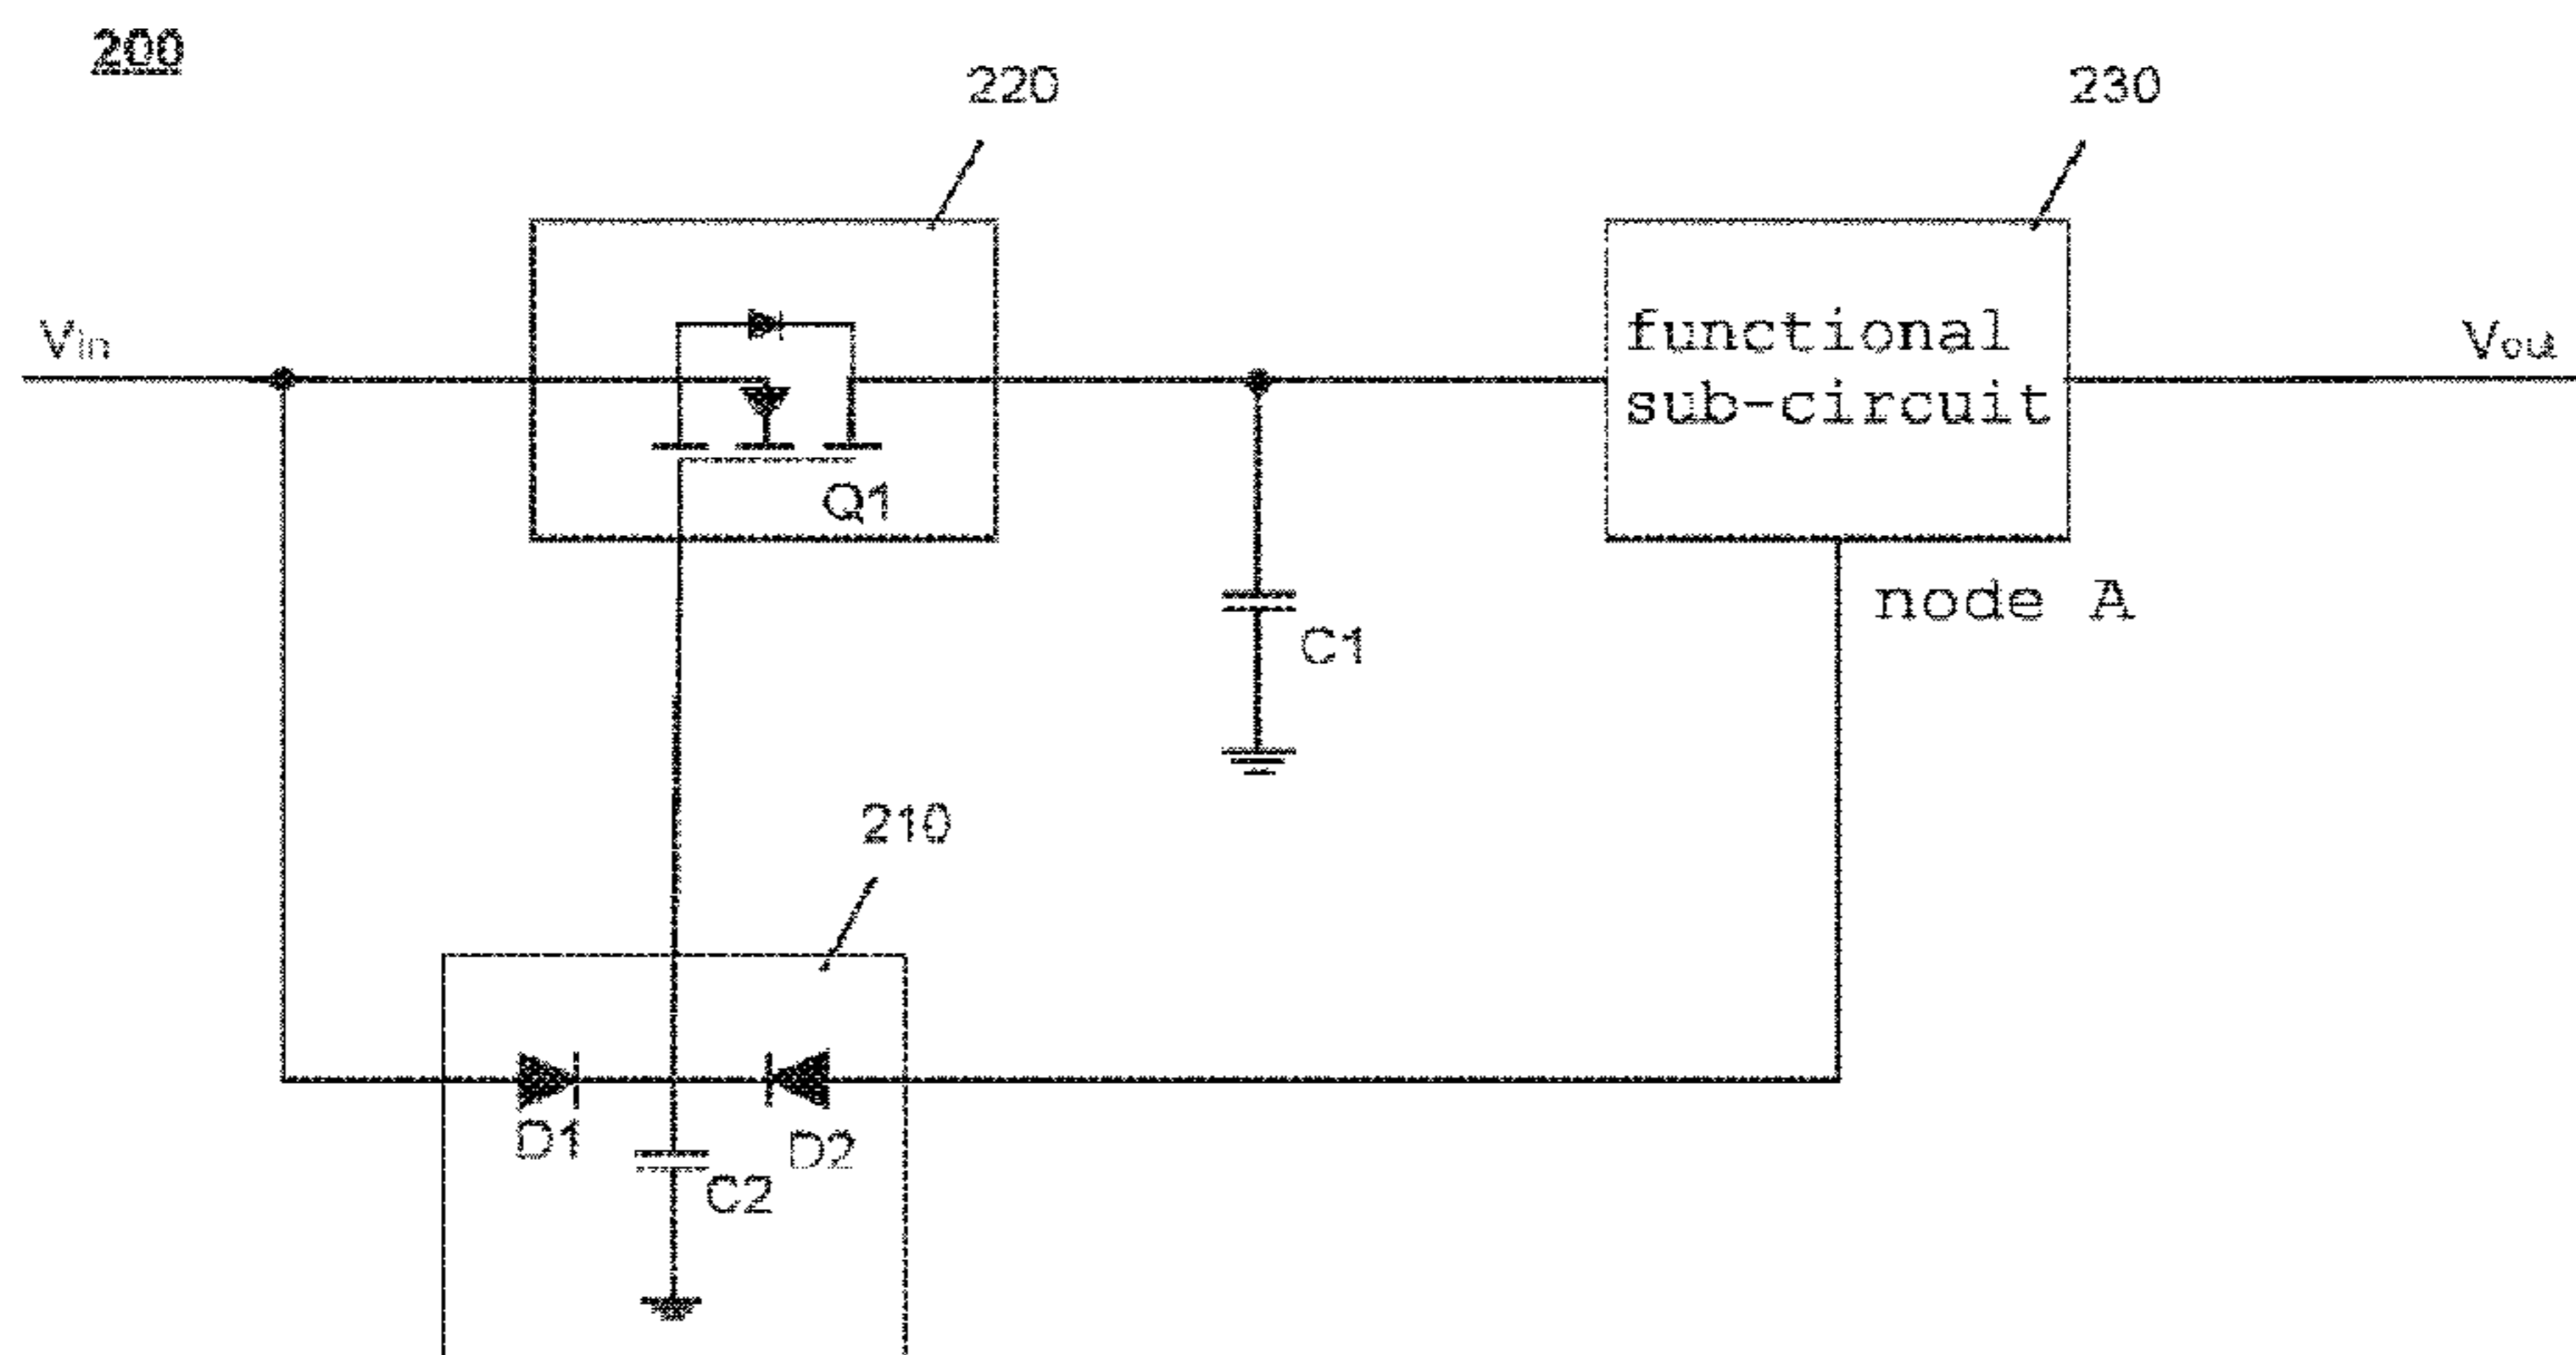 200
220
230
Vin
functional
sub-circuit
Vout
Q1
node A
C1
210
D1
D2
C2